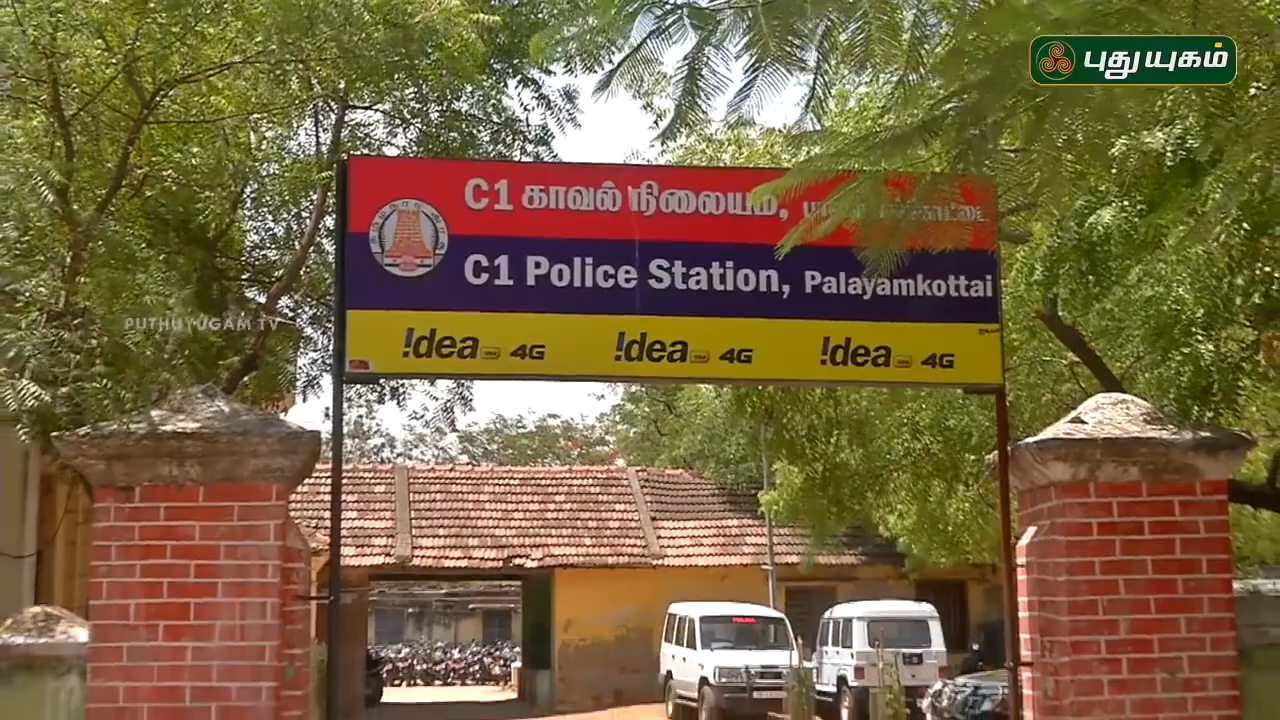 புதுயுகம்
C1 காவல் நிலையம்,
C1 Police Station, Palayamkottai
!dea 4G !dea 4G !dea 4G
PUTHUYUGAM TV